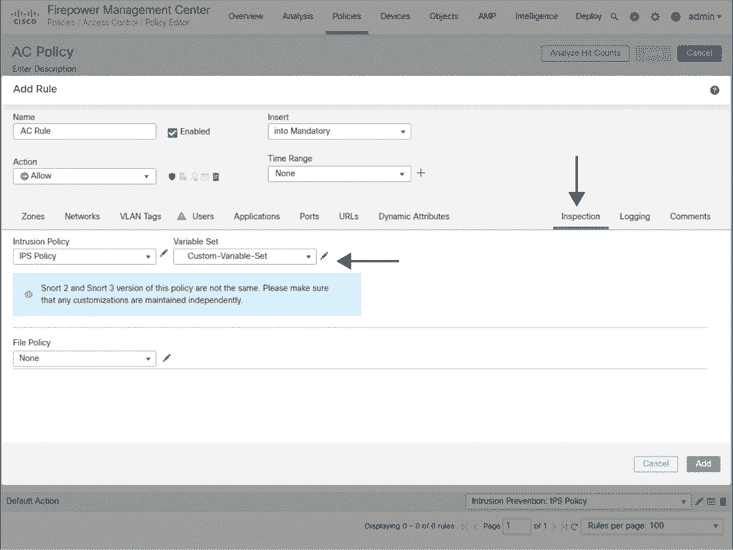 CISCO
Firepower Management Center
Policies / Access Control / Policy Editor
Overview Analysis Policies Devices Objects AMP Intelligence Deploy admin
AC Policy
Enter Description
Analyze Hit Counts Cancel
Add Rule
Name Insert
AC Rule Enabled into Mandatory
Action Time Range
Allow None
Zones Networks VLAN Tags Users Applications Ports URLs Dynamic Attributes Inspection Logging Comments
Intrusion Policy Variable Set
IPS Policy Custom-Variable-Set
Snort 2 and Snort 3 version of this policy are not the same. Please make sure
that any customizations are maintained independently.
File Policy
None
Cancel Add
Default Action Intrusion Prevention: IPS Policy
Displaying 0 - 0 of 0 rules Page 1 of 1 Rules per page: 100